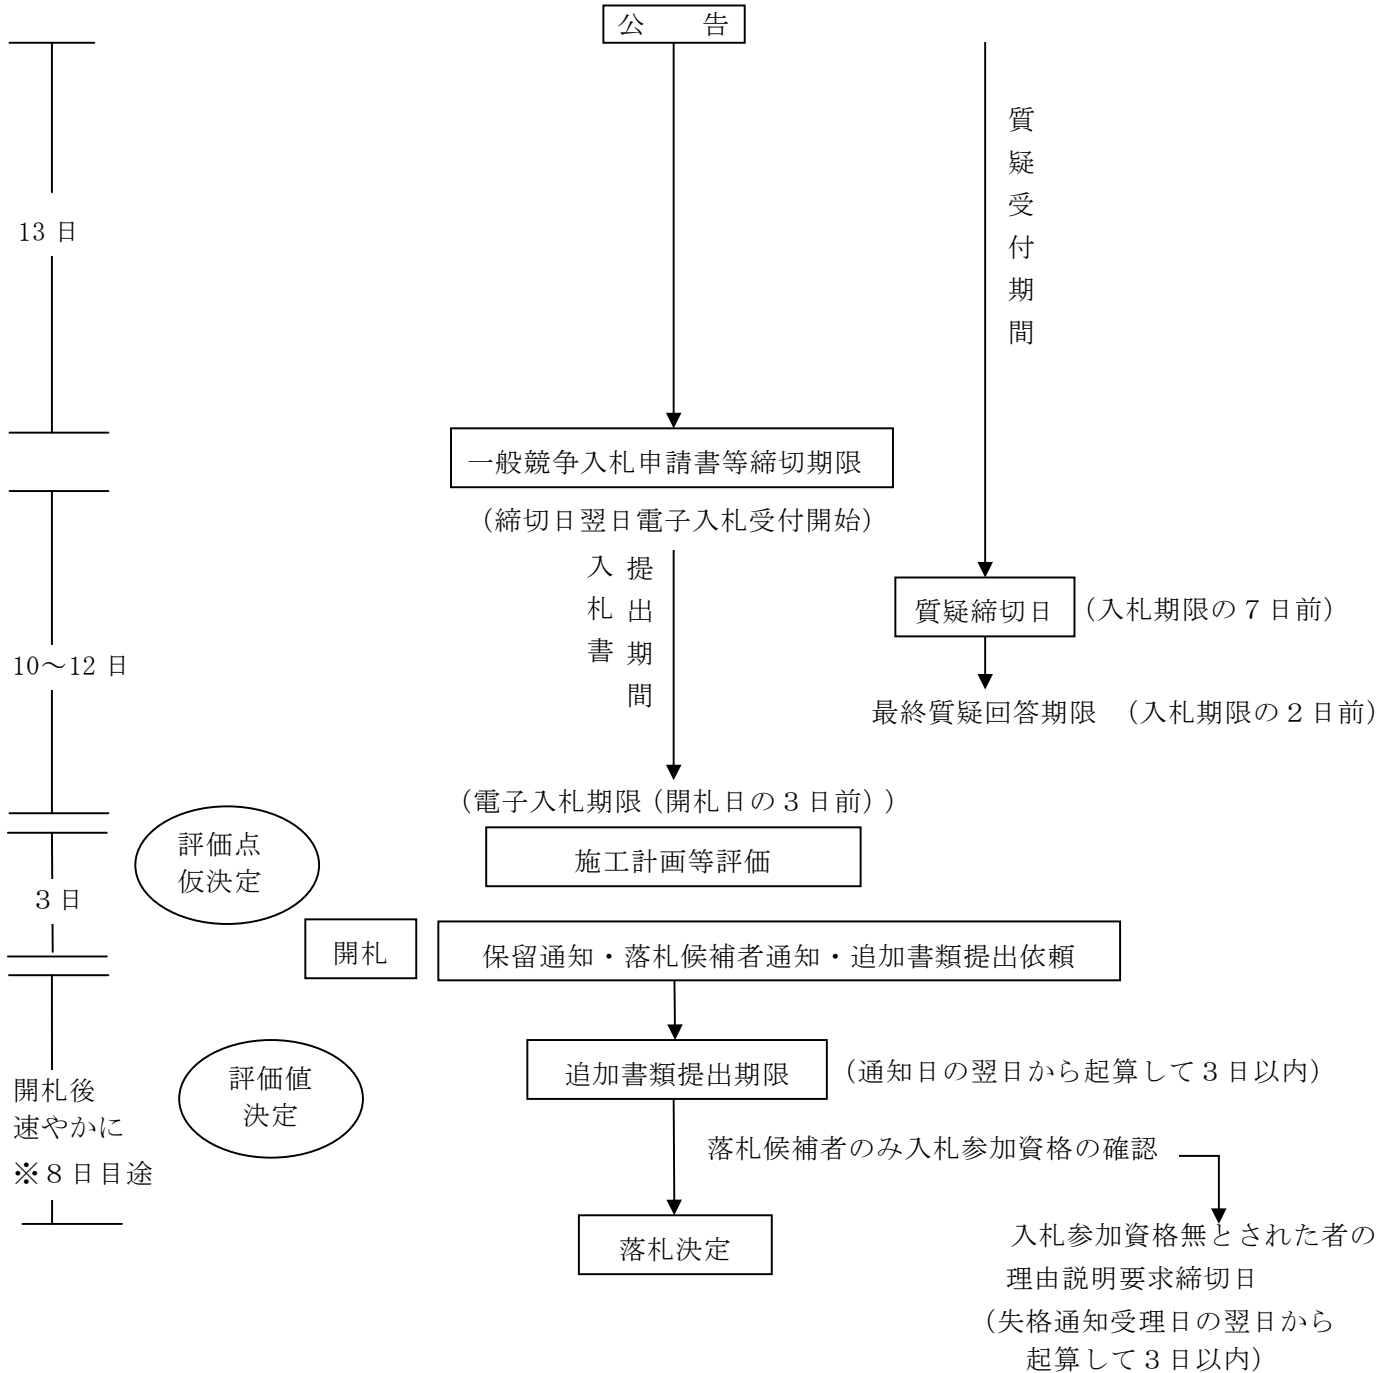 公　　告
質疑受付期間
13 日
一般競争入札申請書等締切期限
（締切日翌日電子入札受付開始）
入札書
提出期間
質疑締切日
（入札期限の７日前）
10～12 日
最終質疑回答期限　（入札期限の２日前）
（電子入札期限（開札日の３日前））
評価点
仮決定
施工計画等評価
３日
開札
保留通知・落札候補者通知・追加書類提出依頼
追加書類提出期限
（通知日の翌日から起算して３日以内）
評価値
決定
開札後
速やかに
※８日目途
落札候補者のみ入札参加資格の確認
落札決定
入札参加資格無とされた者の
理由説明要求締切日
（失格通知受理日の翌日から
起算して３日以内）